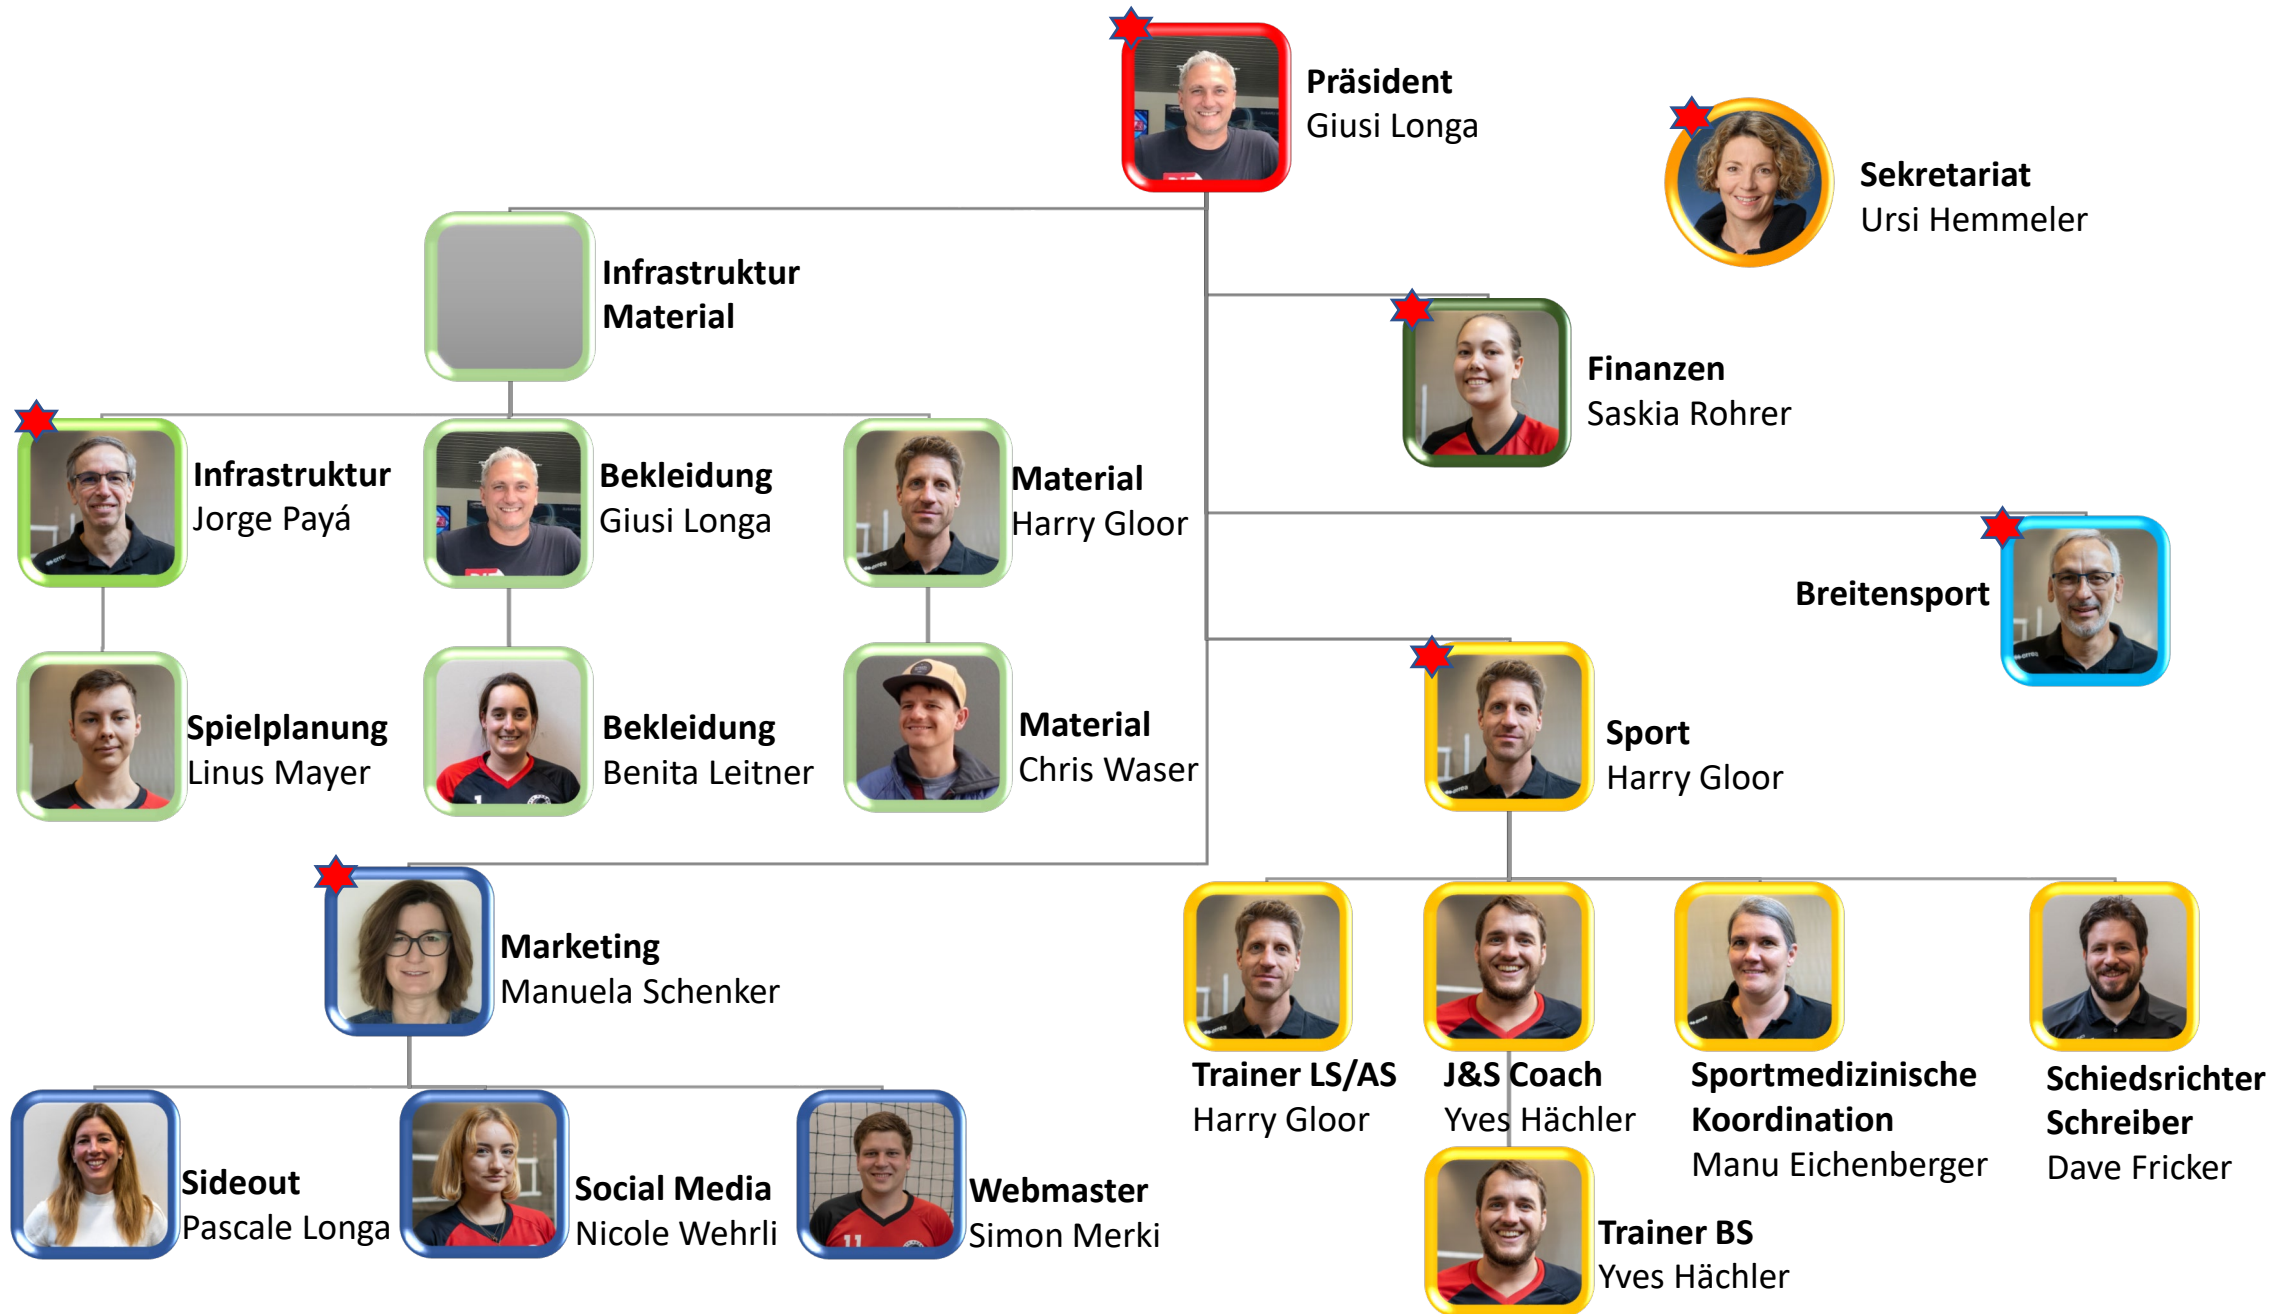 Präsident
Giusi Longa
Sekretariat
Ursi Hemmeler
Infrastruktur
Material
Finanzen
Saskia Rohrer
Infrastruktur
Jorge Payá
Bekleidung
Giusi Longa
Material
Harry Gloor
Breitensport
Spielplanung
Linus Mayer
Bekleidung
Benita Leitner
Material
Chris Waser
Sport
Harry Gloor
Marketing
Manuela Schenker
Trainer LS/AS
Harry Gloor
J&S Coach
Yves Hächler
Sportmedizinische
Koordination
Manu Eichenberger
Schiedsrichter
Schreiber
Dave Fricker
Sideout
Pascale Longa
Social Media
Nicole Wehrli
Webmaster
Simon Merki
11
Trainer BS
Yves Hächler